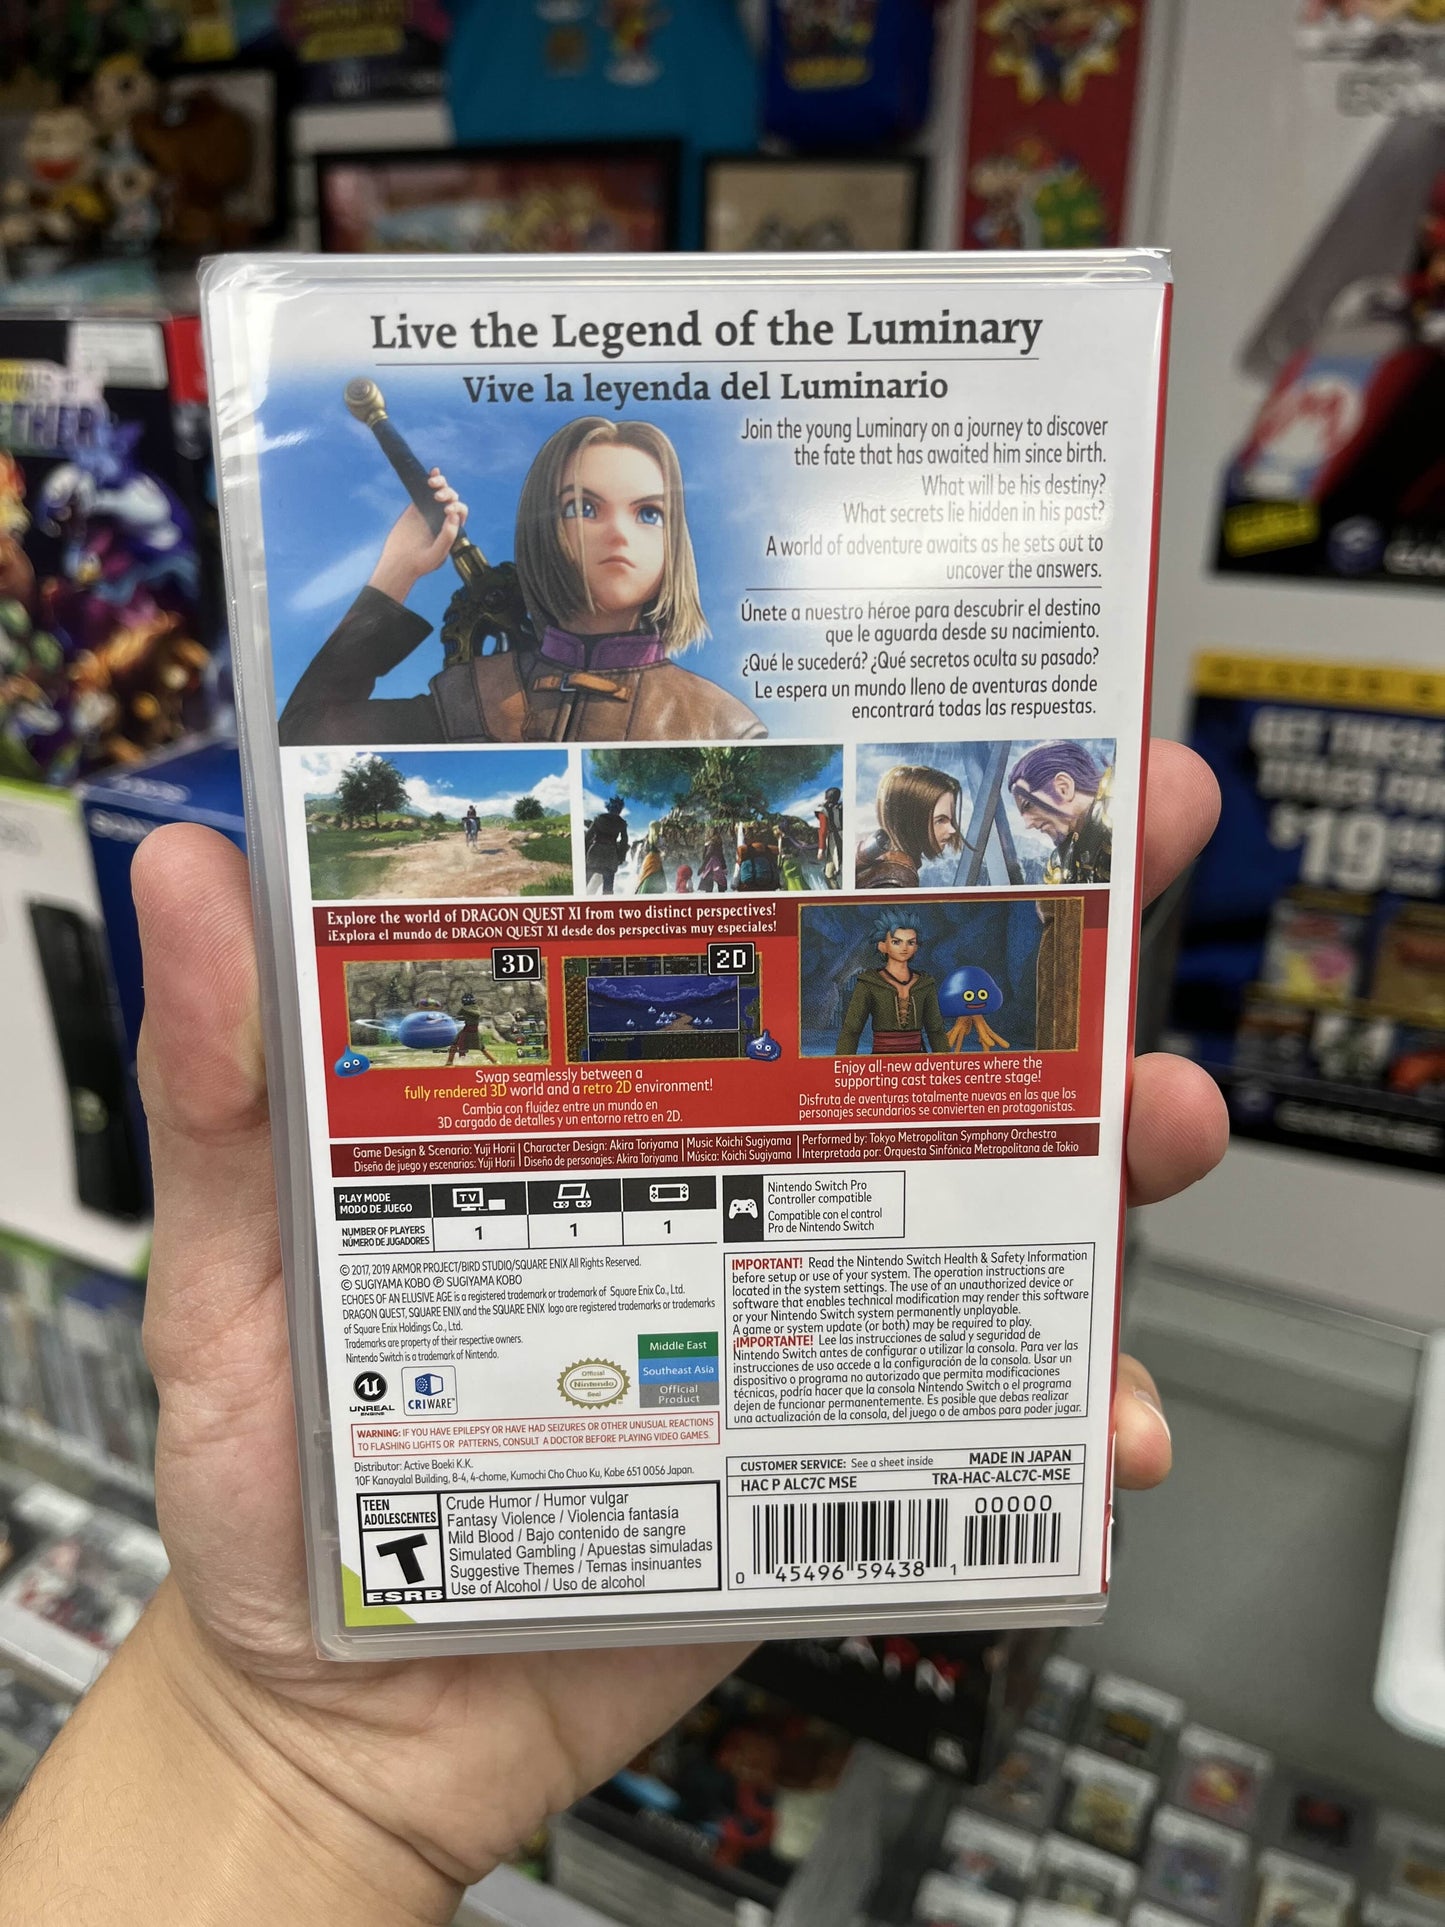 Live the Legend of the Luminary
Vive la leyenda del Luminario
Join the young Luminary on a journey to discover
the fate that has awaited him since birth.
What will be his destiny?
What secrets lie hidden in his past?
A world of adventure awaits as he sets out to
uncover the answers.
Únete a nuestro héroe para descubrir el destino
que le aguarda desde su nacimiento.
¿Qué le sucederá? ¿Qué secretos oculta su pasado?
Le espera un mundo lleno de aventuras donde
encontrará todas las respuestas.
Explore the world of DRAGON QUEST XI from two distinct perspectives!
¡Explora el mundo de DRAGON QUEST XI desde dos perspectivas muy especiales!
3D
2D
Swap seamlessly between a
fully rendered 3D world and a retro 2D environment!
Cambia con fluidez entre un mundo en
3D cargado de detalles y un entorno retro en 2D.
Enjoy all-new adventures where the
supporting cast takes centre stage!
Disfruta de aventuras totalmente nuevas en las que los
personajes secundarios se convierten en protagonistas.
Game Design & Scenario: Yuji Horii | Character Design: Akira Toriyama | Music Koichi Sugiyama | Performed by: Tokyo Metropolitan Symphony Orchestra
Diseño de juego y escenarios: Yuji Horii | Diseño de personajes: Akira Toriyama | Música: Koichi Sugiyama | Interpretada por: Orquesta Sinfónica Metropolitana de Tokio
PLAY MODE
MODO DE JUEGO
TV
NUMBER OF PLAYERS
NÚMERO DE JUGADORES
1
1
1
Nintendo Switch Pro
Controller compatible
Compatible con el control
Pro de Nintendo Switch
© 2017, 2019 ARMOR PROJECT/BIRD STUDIO/SQUARE ENIX All Rights Reserved.
© SUGIYAMA KOBO ℗ SUGIYAMA KOBO
ECHOES OF AN ELUSIVE AGE is a registered trademark or trademark of Square Enix Co., Ltd.
DRAGON QUEST, SQUARE ENIX and the SQUARE ENIX logo are registered trademarks or trademarks
of Square Enix Holdings Co., Ltd.
Trademarks are property of their respective owners.
Nintendo Switch is a trademark of Nintendo.
UNREAL
ENGINE
CRIWARE
Official
Nintendo
Seal
Middle East
Southeast Asia
Official
Product
IMPORTANT! Read the Nintendo Switch Health & Safety Information
before setup or use of your system. The operation instructions are
located in the system settings. The use of an unauthorized device or
software that enables technical modification may render this software
or your Nintendo Switch system permanently unplayable.
A game or system update (or both) may be required to play.
¡IMPORTANTE! Lee las instrucciones de salud y seguridad de
Nintendo Switch antes de configurar o utilizar la consola. Para ver las
instrucciones de uso accede a la configuración de la consola. Usar un
dispositivo o programa no autorizado que permita modificaciones
técnicas, podría hacer que la consola Nintendo Switch o el programa
dejen de funcionar permanentemente. Es posible que debas realizar
una actualización de la consola, del juego o de ambos para poder jugar.
WARNING: IF YOU HAVE EPILEPSY OR HAVE HAD SEIZURES OR OTHER UNUSUAL REACTIONS
TO FLASHING LIGHTS OR PATTERNS, CONSULT A DOCTOR BEFORE PLAYING VIDEO GAMES.
Distributor: Active Boeki K.K.
10F Kanayalal Building, 8-4, 4-chome, Kumochi Cho Chuo Ku, Kobe 651 0056 Japan.
TEEN
ADOLESCENTES
T
ESRB
Crude Humor / Humor vulgar
Fantasy Violence / Violencia fantasía
Mild Blood / Bajo contenido de sangre
Simulated Gambling / Apuestas simuladas
Suggestive Themes / Temas insinuantes
Use of Alcohol / Uso de alcohol
CUSTOMER SERVICE: See a sheet inside
MADE IN JAPAN
HAC P ALC7C MSE
TRA-HAC-ALC7C-MSE
00000
0 45496 59438 1
GET THESE
TITLES FOR
$19.99